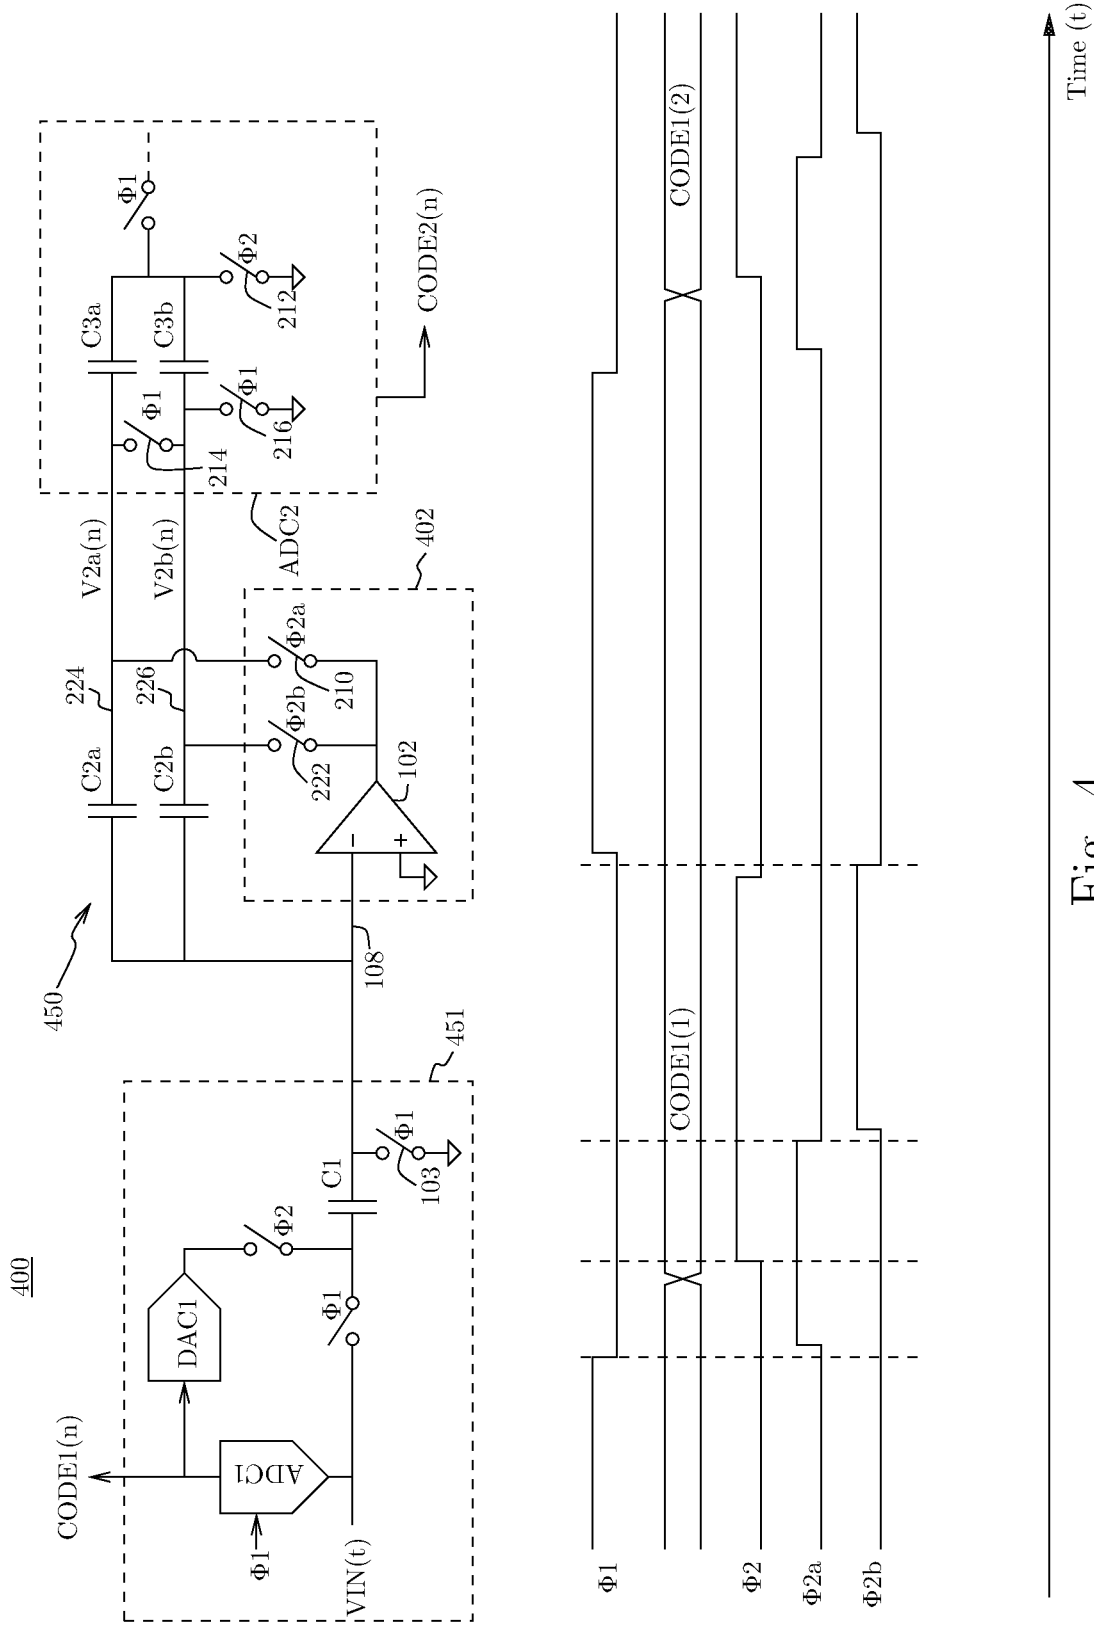 400
CODE1(n)
Φ1
ADC1
DAC1
VIN(t)
Φ1
Φ2
C1
Φ1
103
451
450
108
C2a
C2b
224
226
102
222
Φ2b
210
Φ2a
402
V2a(n)
V2b(n)
ADC2
214
Φ1
216
Φ1
C3a
C3b
212
Φ2
Φ1
CODE2(n)
Φ1
CODE1(1)
CODE1(2)
Φ2
Φ2a
Φ2b
Time (t)
Fig. 4